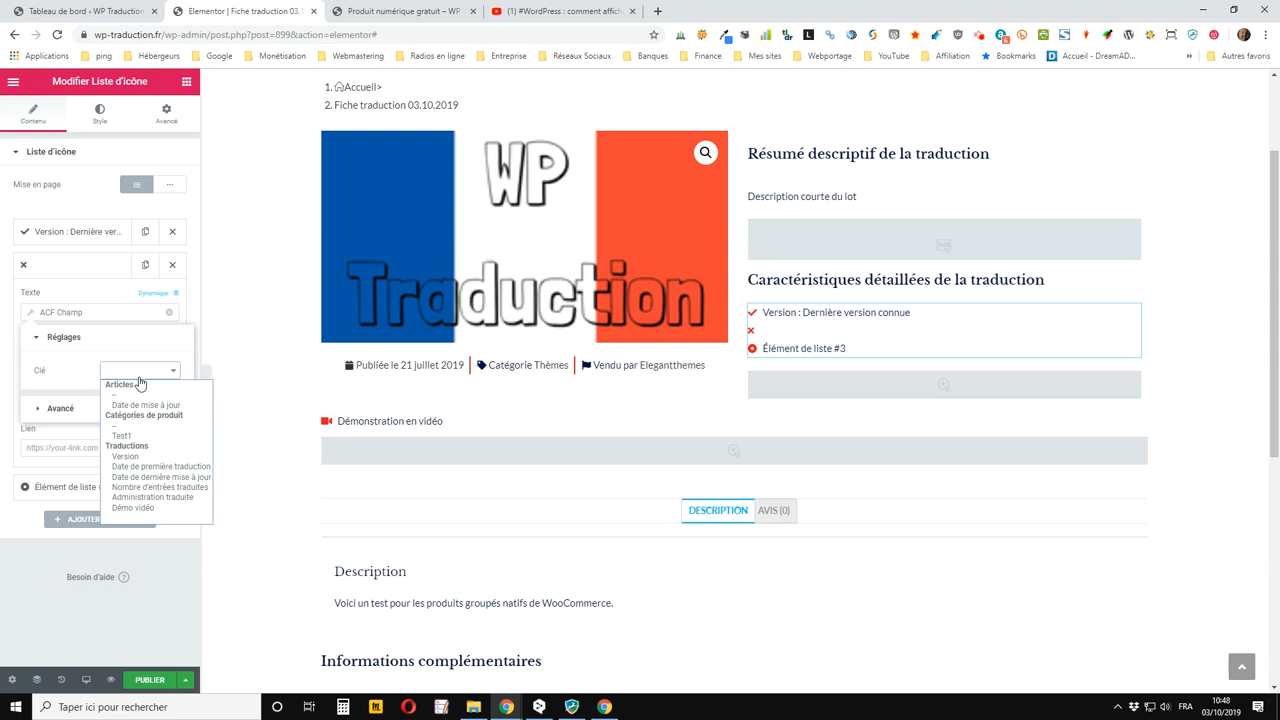 Tableau de bord ‹ WP Traduction
Elementor | Fiche traduction 03.1
Produit numérique gratuit – WP
(1) #WordPress : comment affich
wp-traduction.fr/wp-admin/post.php?post=899&action=elementor#
Applications
ping
Hébergeurs
Google
Monétisation
Webmastering
Radios en ligne
Entreprise
Réseaux Sociaux
Banques
Finance
Mes sites
Webportage
YouTube
Affiliation
Bookmarks
Accueil - DreamAD...
»
Autres favoris
Modifier Liste d'icône
Contenu
Style
Avancé
Liste d'icône
Mise en page
Version : Dernière ver...
Texte
Dynamique
ACF Champ
Réglages
Clé
Articles
--
Date de mise à jour
Catégories de produit
--
Test1
Traductions
Version
Date de première traduction
Date de dernière mise à jour
Nombre d'entrées traduites
Administration traduite
Démo vidéo
Avancé
Lien
https://your-link.com
Élément de liste #
AJOUTER
Besoin d'aide ?
PUBLIER
1. Accueil>
2. Fiche traduction 03.10.2019
WP
Traduction
Publiée le 21 juillet 2019
Catégorie Thèmes
Vendu par Elegantthemes
Résumé descriptif de la traduction
Description courte du lot
Caractéristiques détaillées de la traduction
Version : Dernière version connue
Élément de liste #3
Démonstration en vidéo
DESCRIPTION
AVIS (0)
Description
Voici un test pour les produits groupés natifs de WooCommerce.
Informations complémentaires
Taper ici pour rechercher
FRA
10:48
03/10/2019